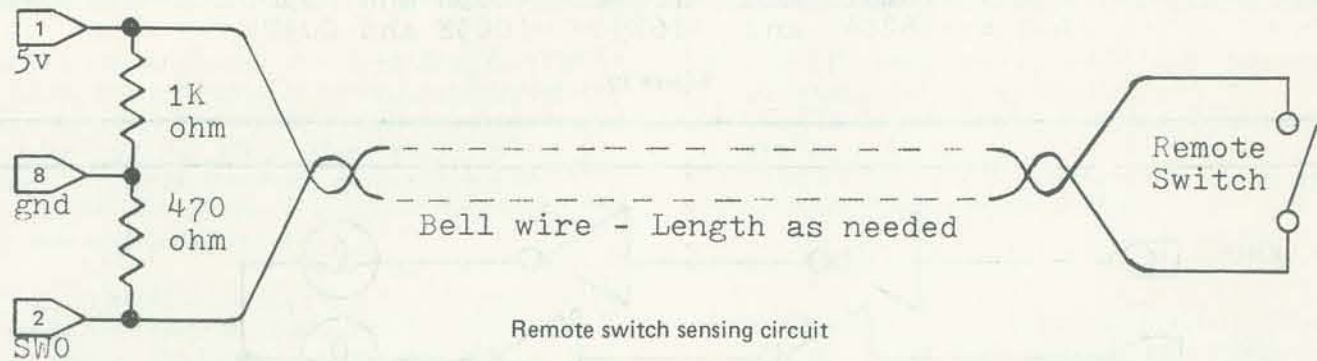 1
5v
1K
ohm
8
gnd
470
ohm
2
SW0
Bell wire - Length as needed
Remote
Switch
Remote switch sensing circuit